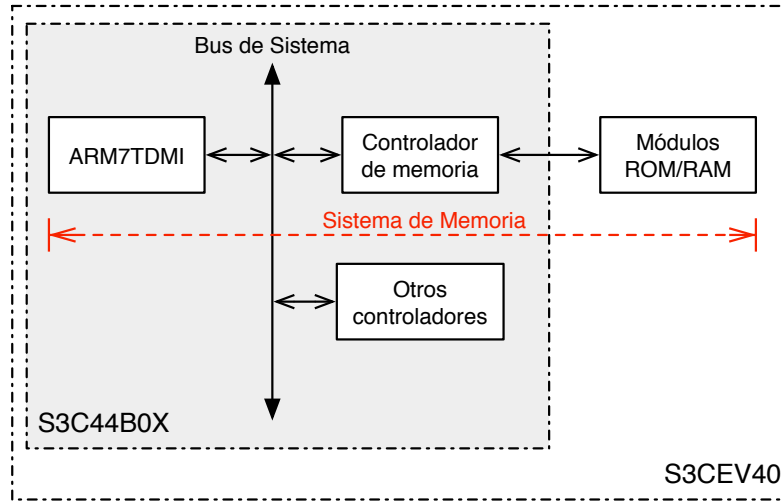 Bus de Sistema
ARM7TDMI
Controlador
de memoria
Módulos
ROM/RAM
Sistema de Memoria
Otros
controladores
S3C44B0X
S3CEV40